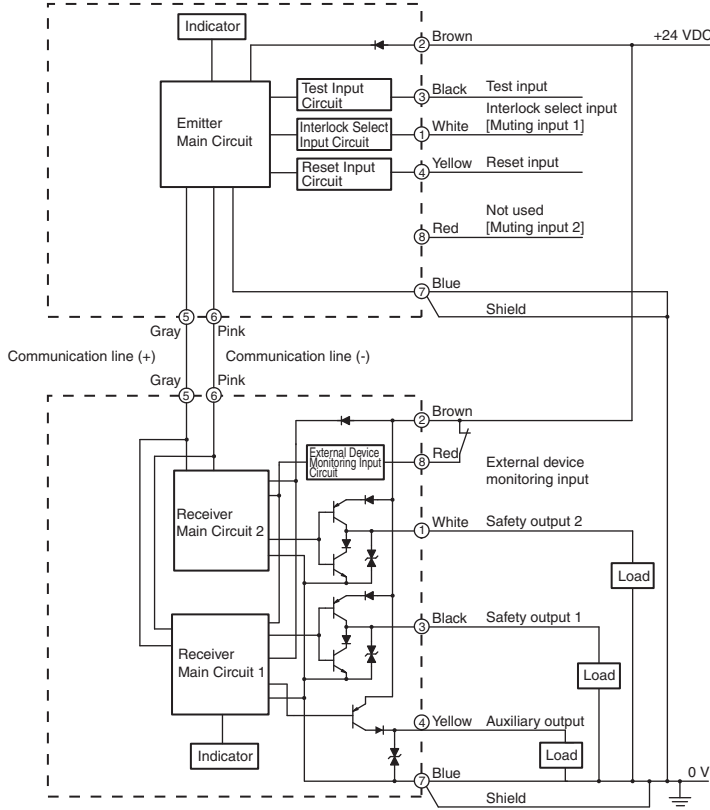 Indicator
2 Brown
+24 VDC
Test Input
Circuit
3 Black Test input
Emitter
Main Circuit
Interlock Select
Input Circuit
1 White
Interlock select input
[Muting input 1]
Reset Input
Circuit
4 Yellow Reset input
8 Red
Not used
[Muting input 2]
7 Blue
Shield
5 6
Gray Pink
Communication line (+) Communication line (-)
Gray Pink
5 6
2 Brown
External Device
Monitoring Input
Circuit
8 Red
External device
monitoring input
Receiver
Main Circuit 2
1 White Safety output 2
Load
3 Black Safety output 1
Receiver
Main Circuit 1
Load
4 Yellow Auxiliary output
Indicator
Load
7 Blue
0 V
Shield